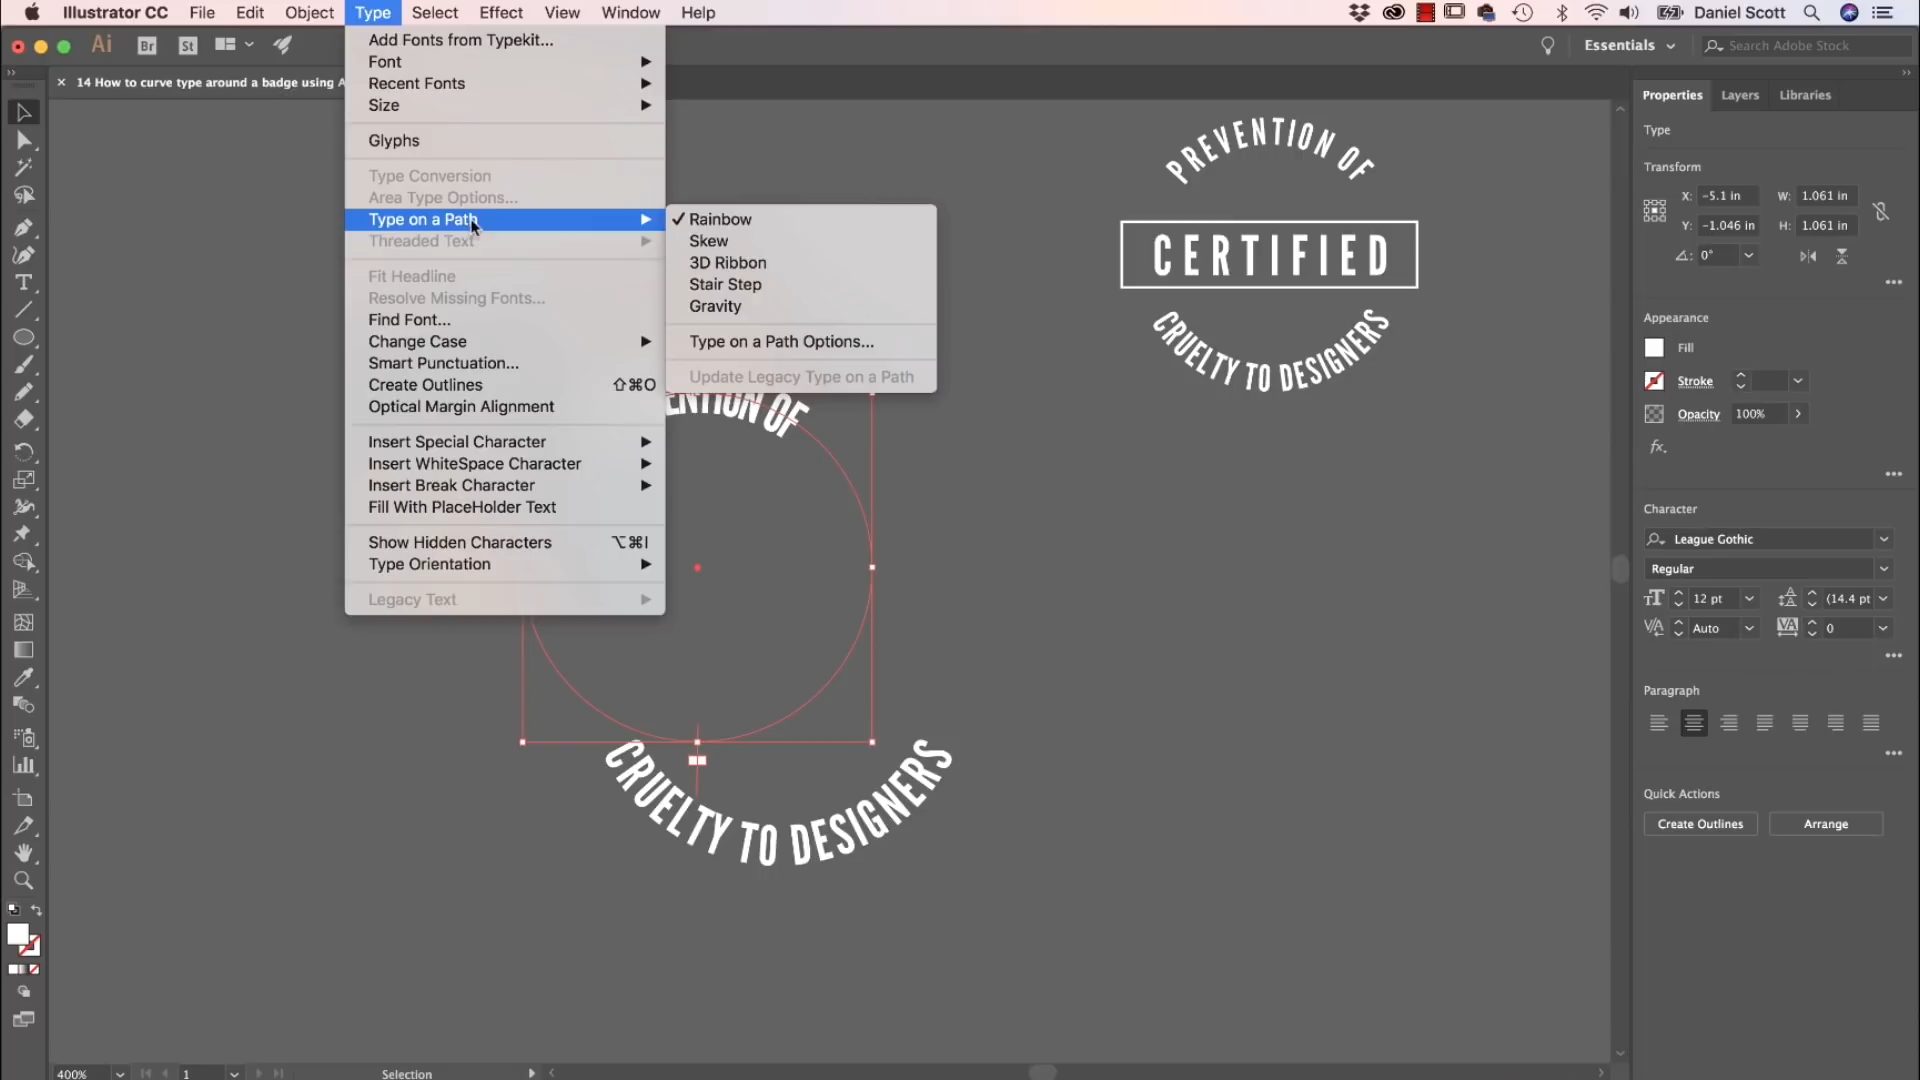 Illustrator CC File Edit Object Type Select Effect View Window Help Daniel Scott
Ai Br St Essentials Search Adobe Stock
14 How to curve type around a badge using A
Add Fonts from Typekit...
Font
Recent Fonts
Size
Glyphs
Type Conversion
Area Type Options...
Type on a Path
Threaded Text
Fit Headline
Resolve Missing Fonts...
Find Font...
Change Case
Smart Punctuation...
Create Outlines ⇧⌘O
Optical Margin Alignment
Insert Special Character
Insert WhiteSpace Character
Insert Break Character
Fill With PlaceHolder Text
Show Hidden Characters ⌥⌘I
Type Orientation
Legacy Text
Rainbow
Skew
3D Ribbon
Stair Step
Gravity
Type on a Path Options...
Update Legacy Type on a Path
ENTION OF
CRUELTY TO DESIGNERS
PREVENTION OF
CERTIFIED
CRUELTY TO DESIGNERS
Properties Layers Libraries
Type
Transform
X: -5.1 in W: 1.061 in
Y: -1.046 in H: 1.061 in
0°
Appearance
Fill
Stroke
Opacity 100%
fx
Character
League Gothic
Regular
12 pt (14.4 pt
Auto 0
Paragraph
Quick Actions
Create Outlines Arrange
400% 1 Selection